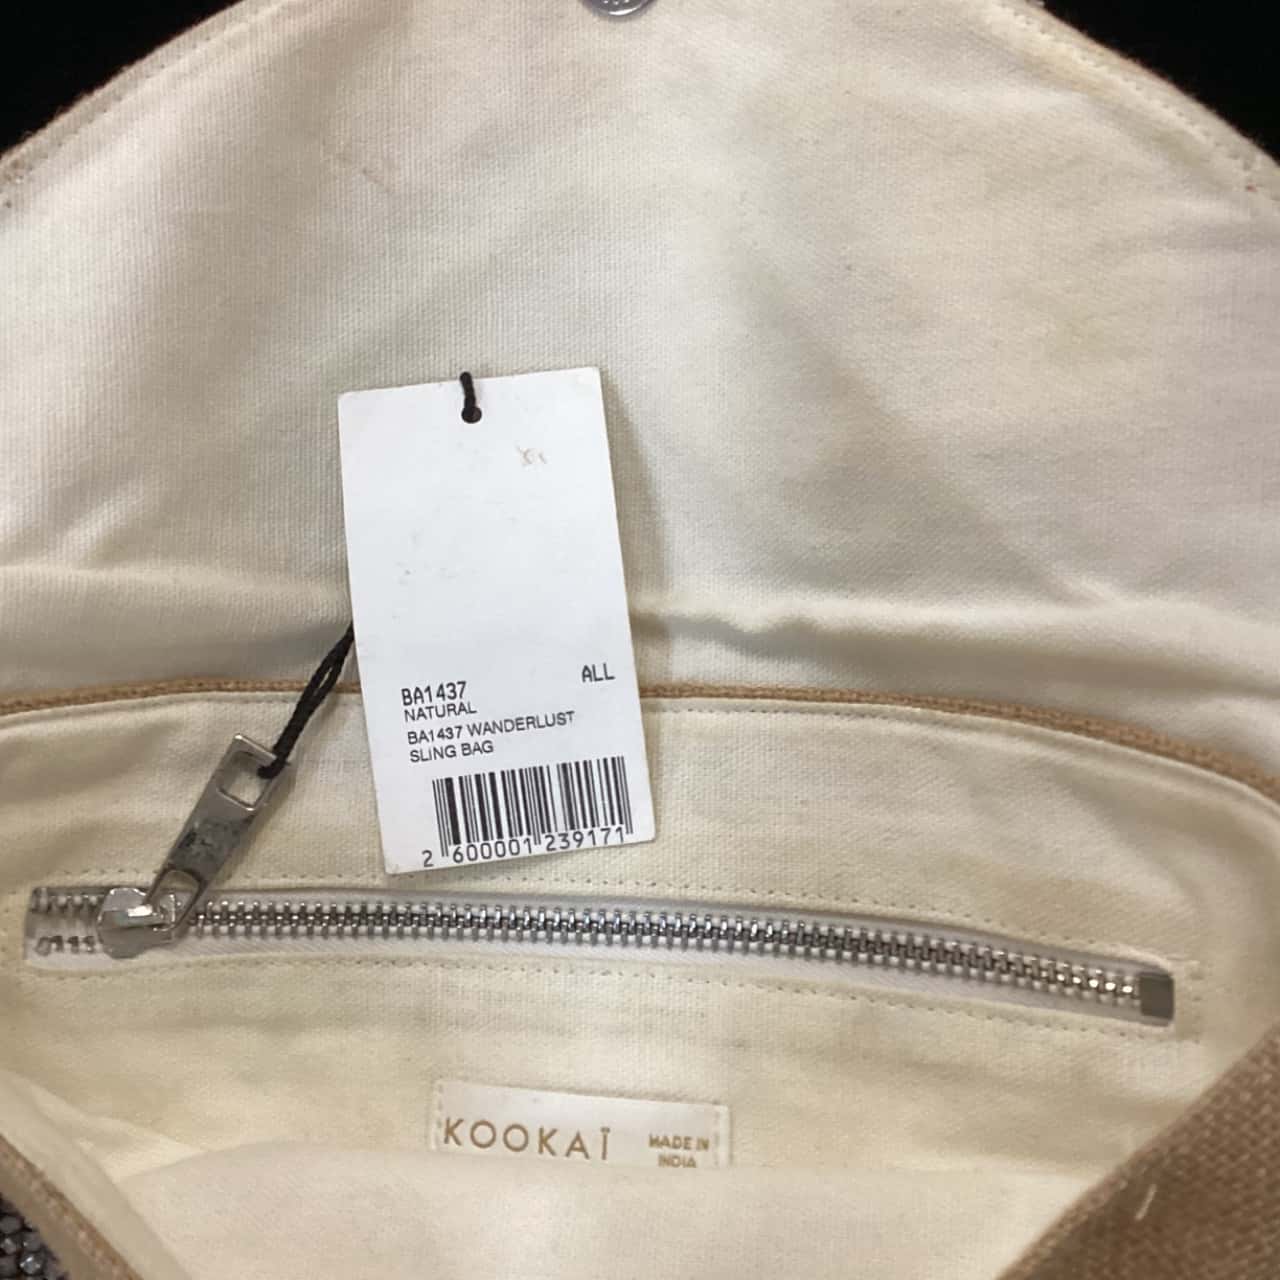 BA1437 ALL
NATURAL
BA1437 WANDERLUST
SLING BAG
2 600001 239171
KOOKAÏ MADE IN
INDIA